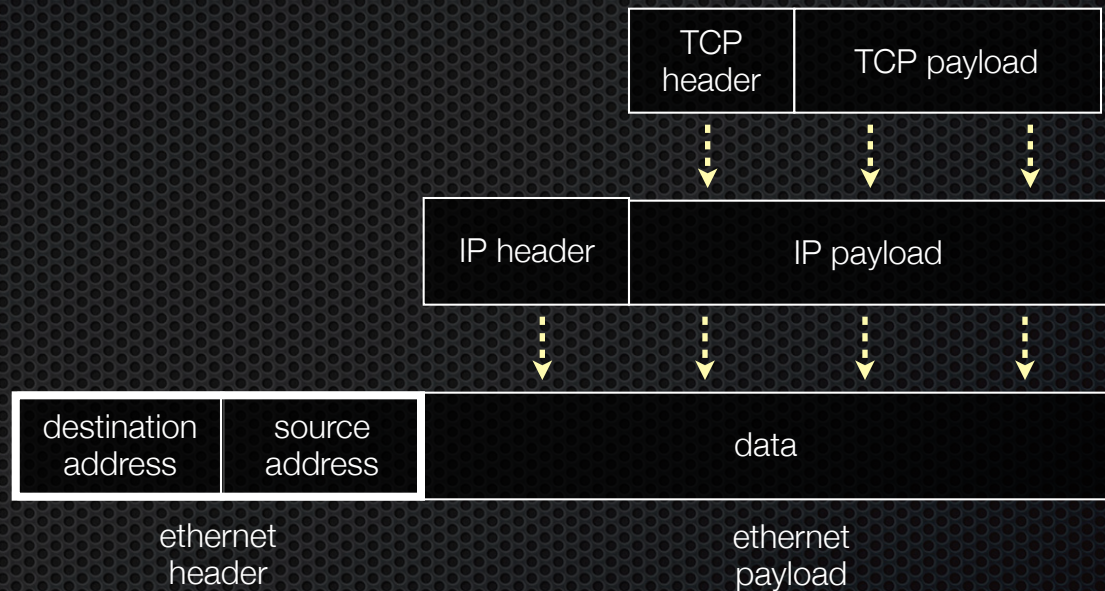 TCP
header
TCP payload
IP header
IP payload
destination
address
source
address
data
ethernet
header
ethernet
payload